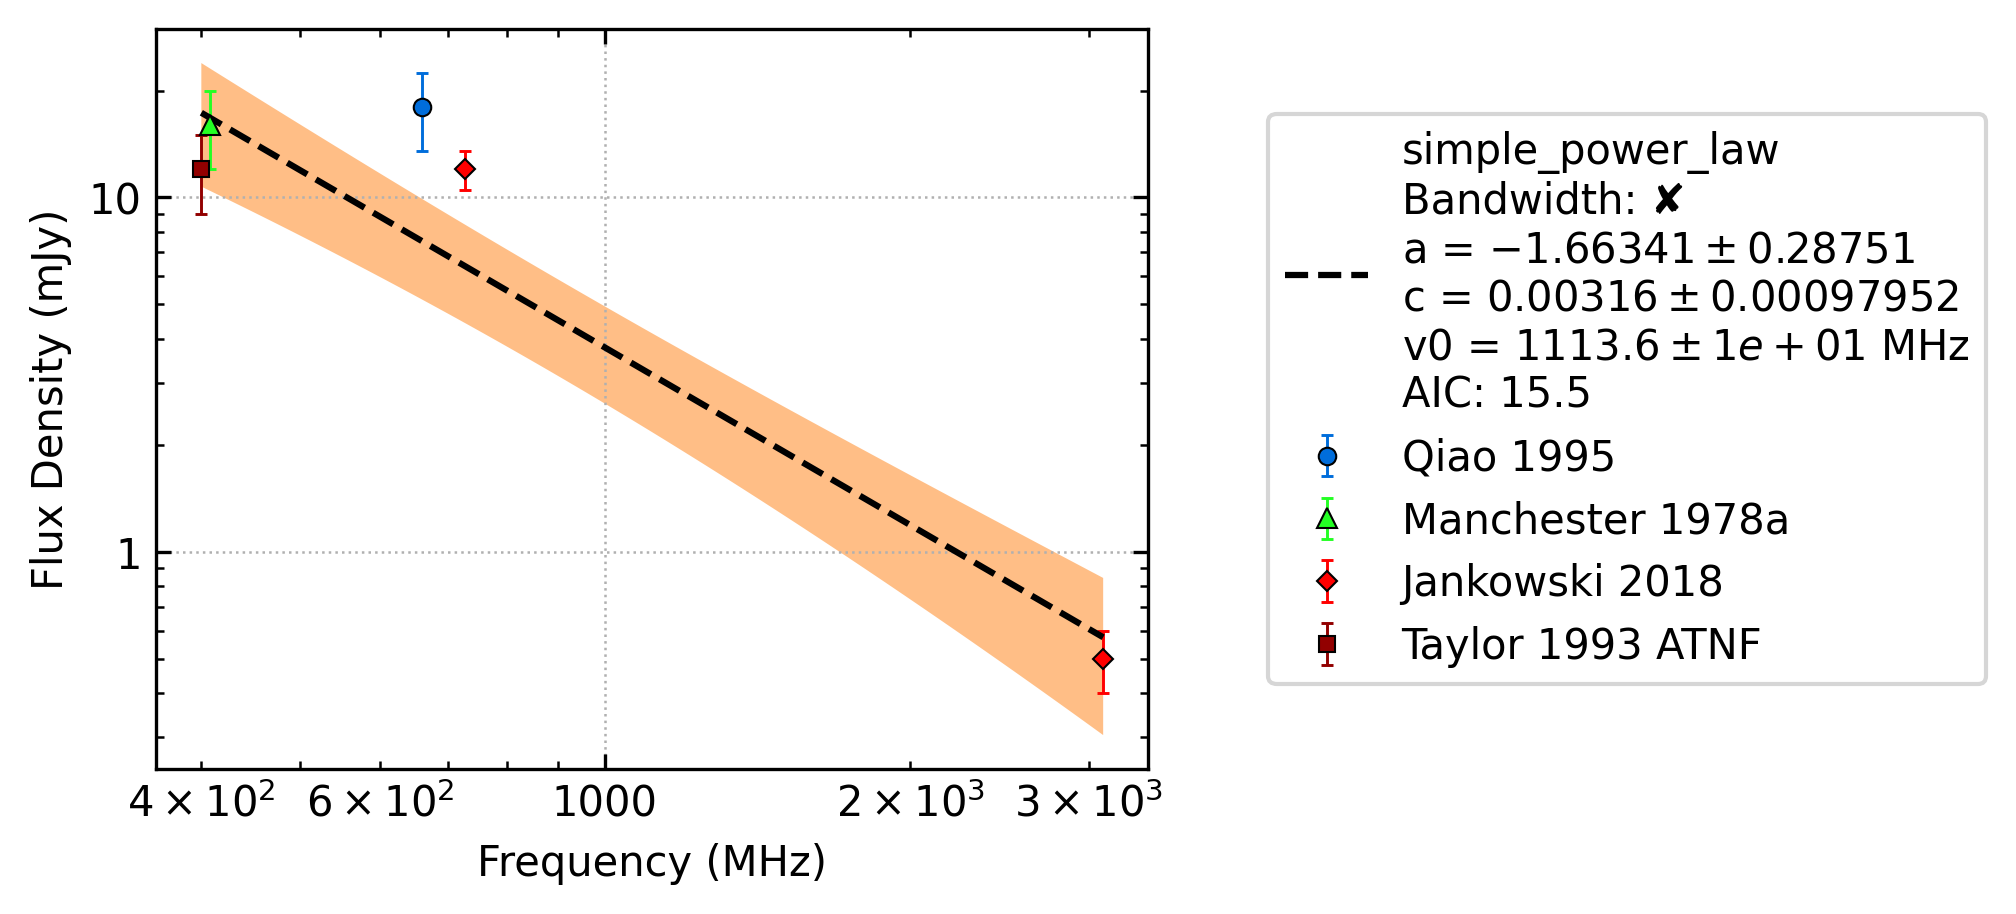 Flux Density (mJy)
10
1
4 × 10²
6 × 10²
1000
2 × 10³
3 × 10³
Frequency (MHz)
simple_power_law
Bandwidth: ✘
a = −1.66341 ± 0.28751
c = 0.00316 ± 0.00097952
v0 = 1113.6 ± 1e + 01 MHz
AIC: 15.5
Qiao 1995
Manchester 1978a
Jankowski 2018
Taylor 1993 ATNF